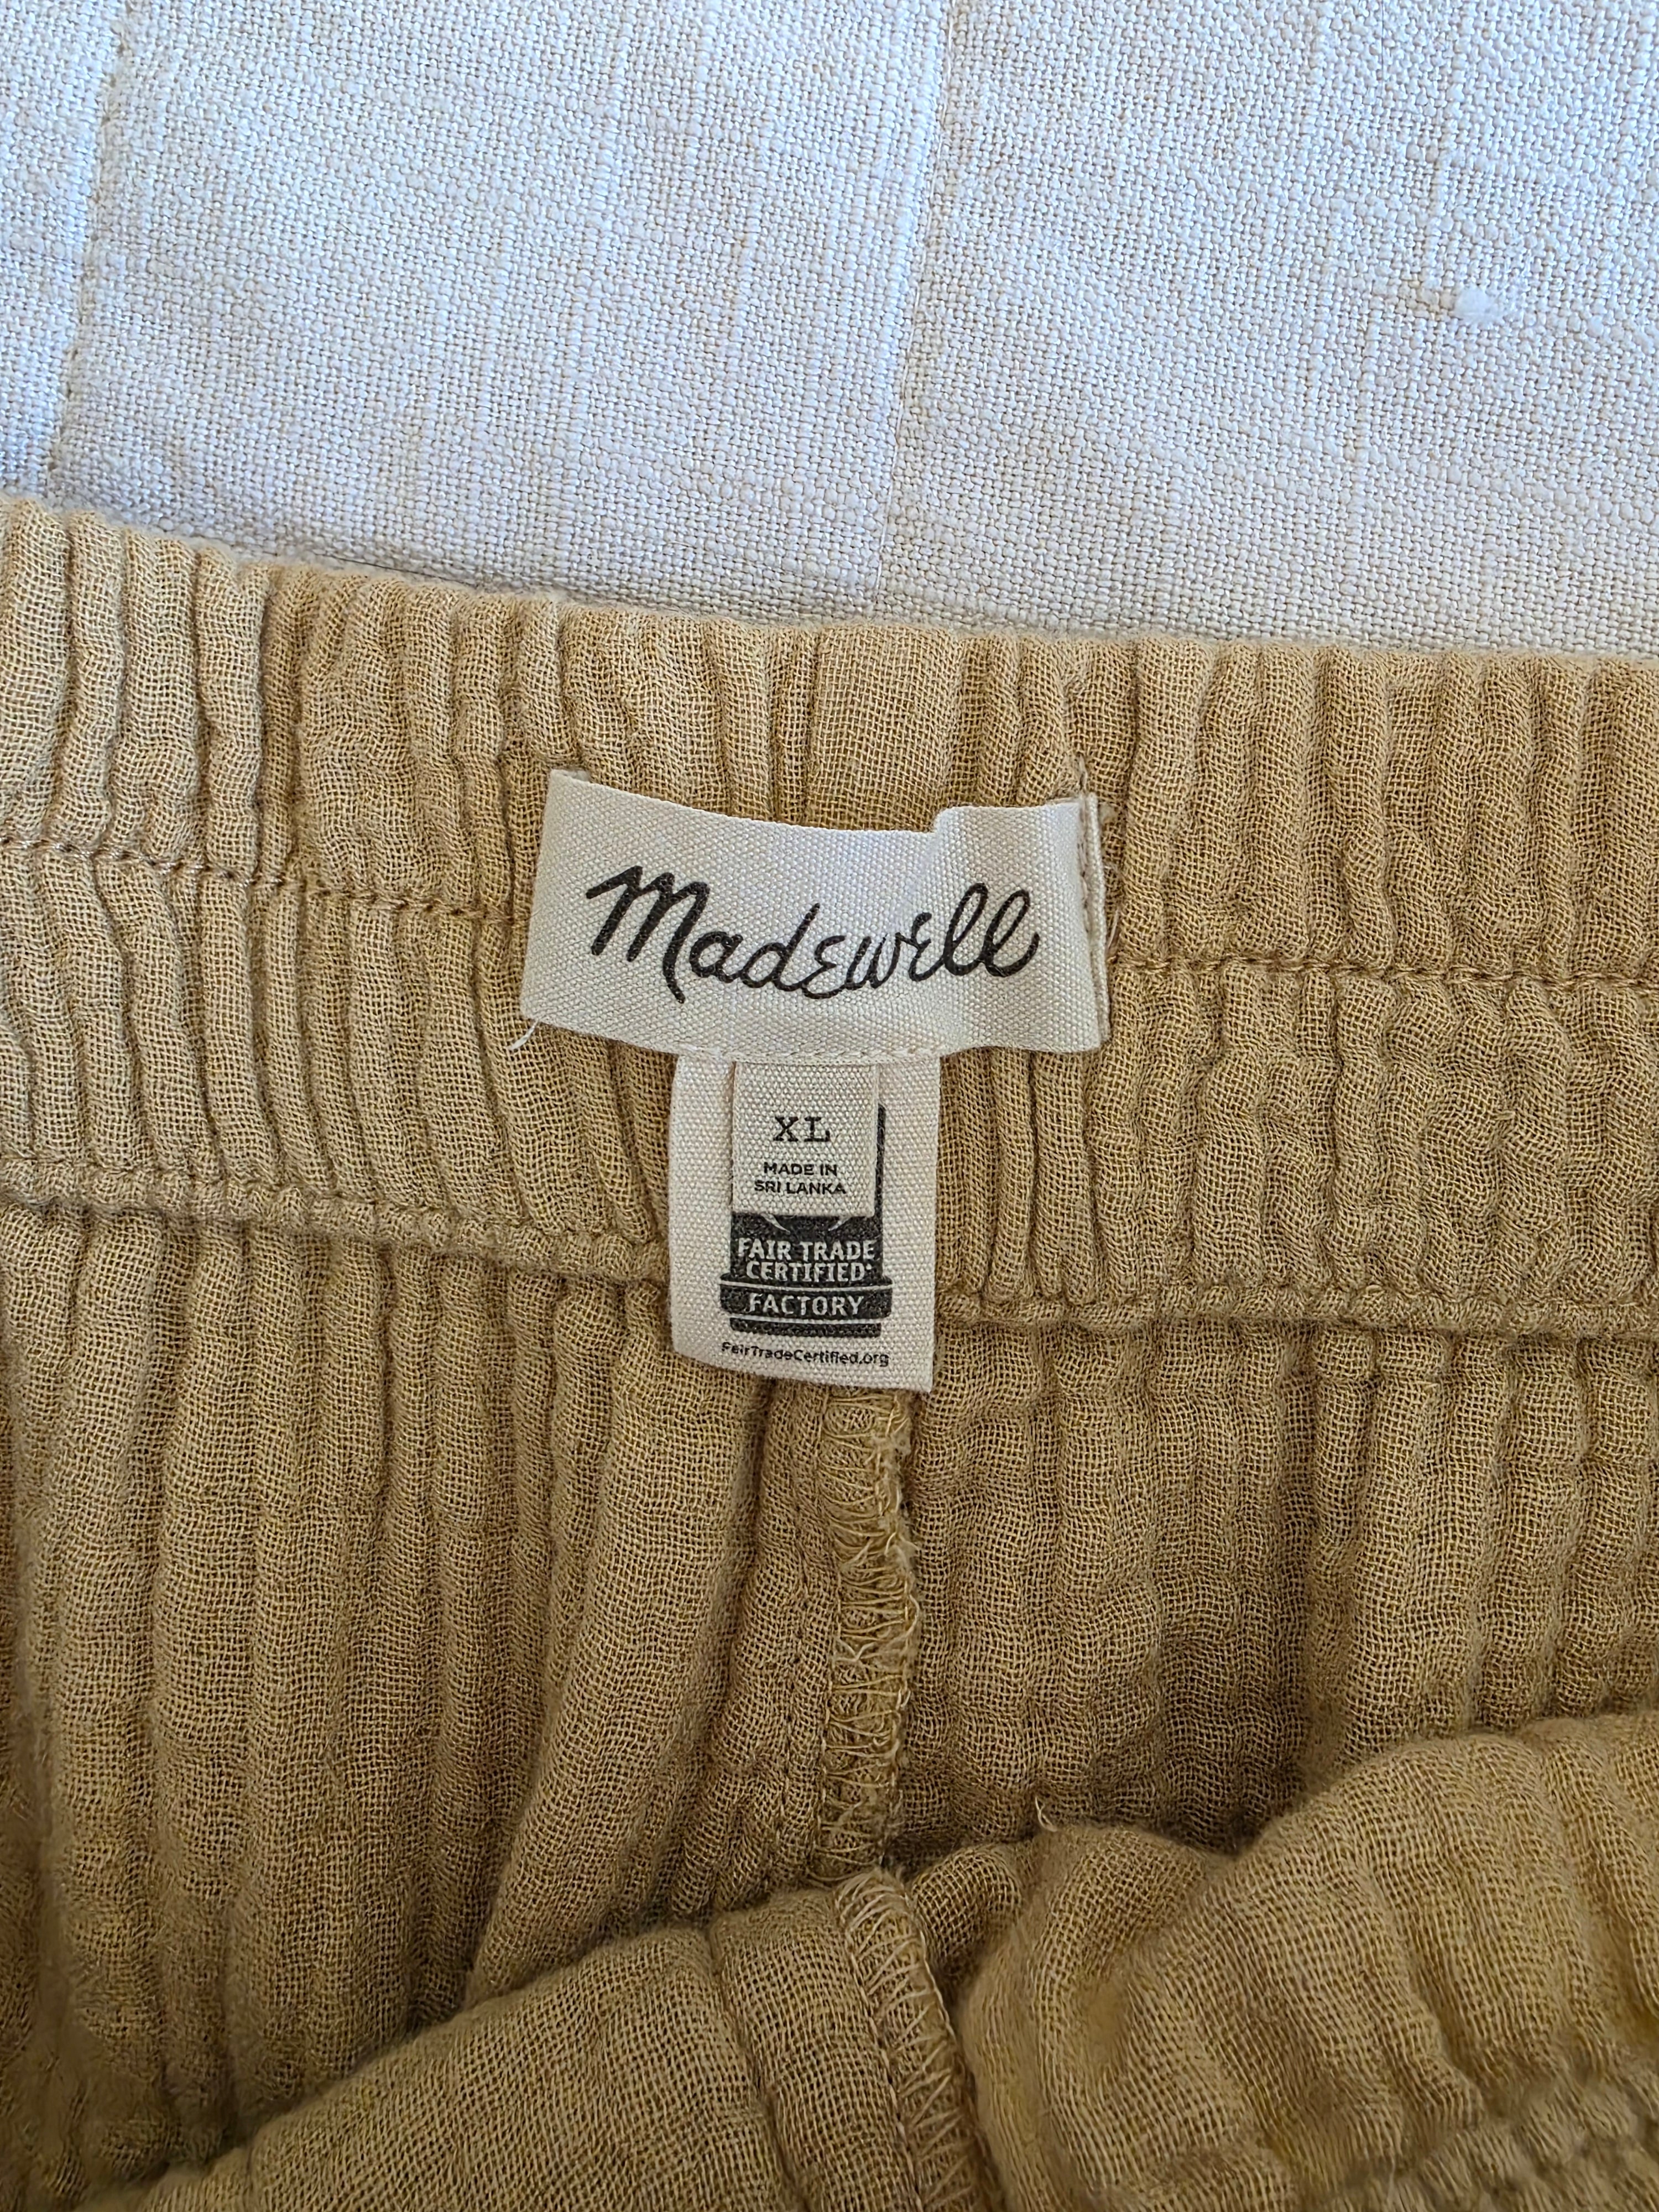 Madewell
XL
MADE IN
SRI LANKA
FAIR TRADE
CERTIFIED
FACTORY
FairTradeCertified.org